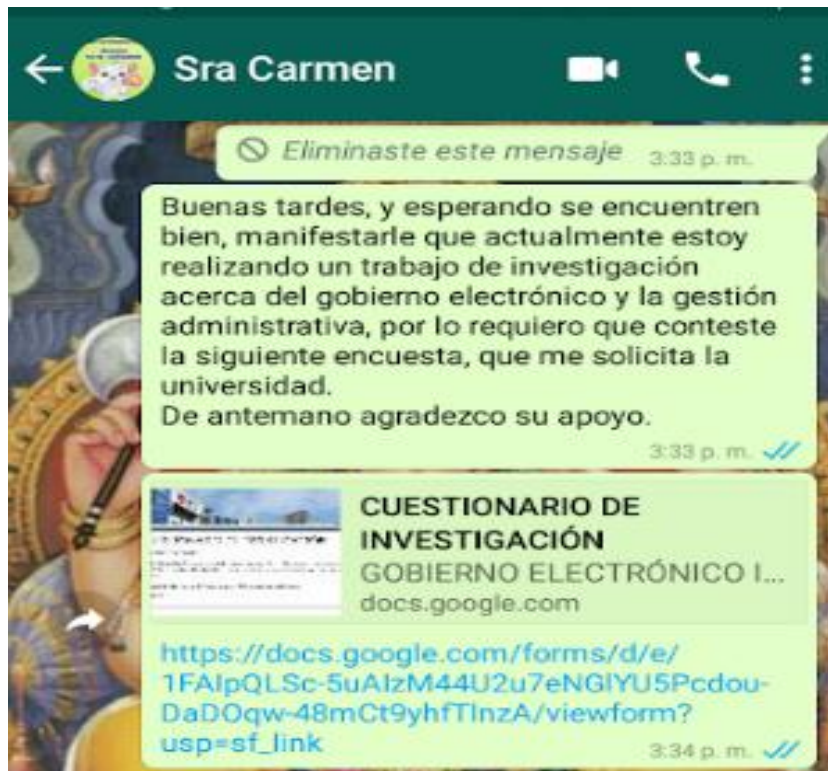 Sra Carmen
Eliminaste este mensaje 3:33 p. m.
Buenas tardes, y esperando se encuentren
bien, manifestarle que actualmente estoy
realizando un trabajo de investigación
acerca del gobierno electrónico y la gestión
administrativa, por lo requiero que conteste
la siguiente encuesta, que me solicita la
universidad.
De antemano agradezco su apoyo.
3:33 p. m.
CUESTIONARIO DE
INVESTIGACIÓN
GOBIERNO ELECTRÓNICO I...
docs.google.com
https://docs.google.com/forms/d/e/
1FAIpQLSc-5uAIzM44U2u7eNGlYU5Pcdou-
DaDOqw-48mCt9yhfTlnzA/viewform?
usp=sf_link
3:34 p. m.